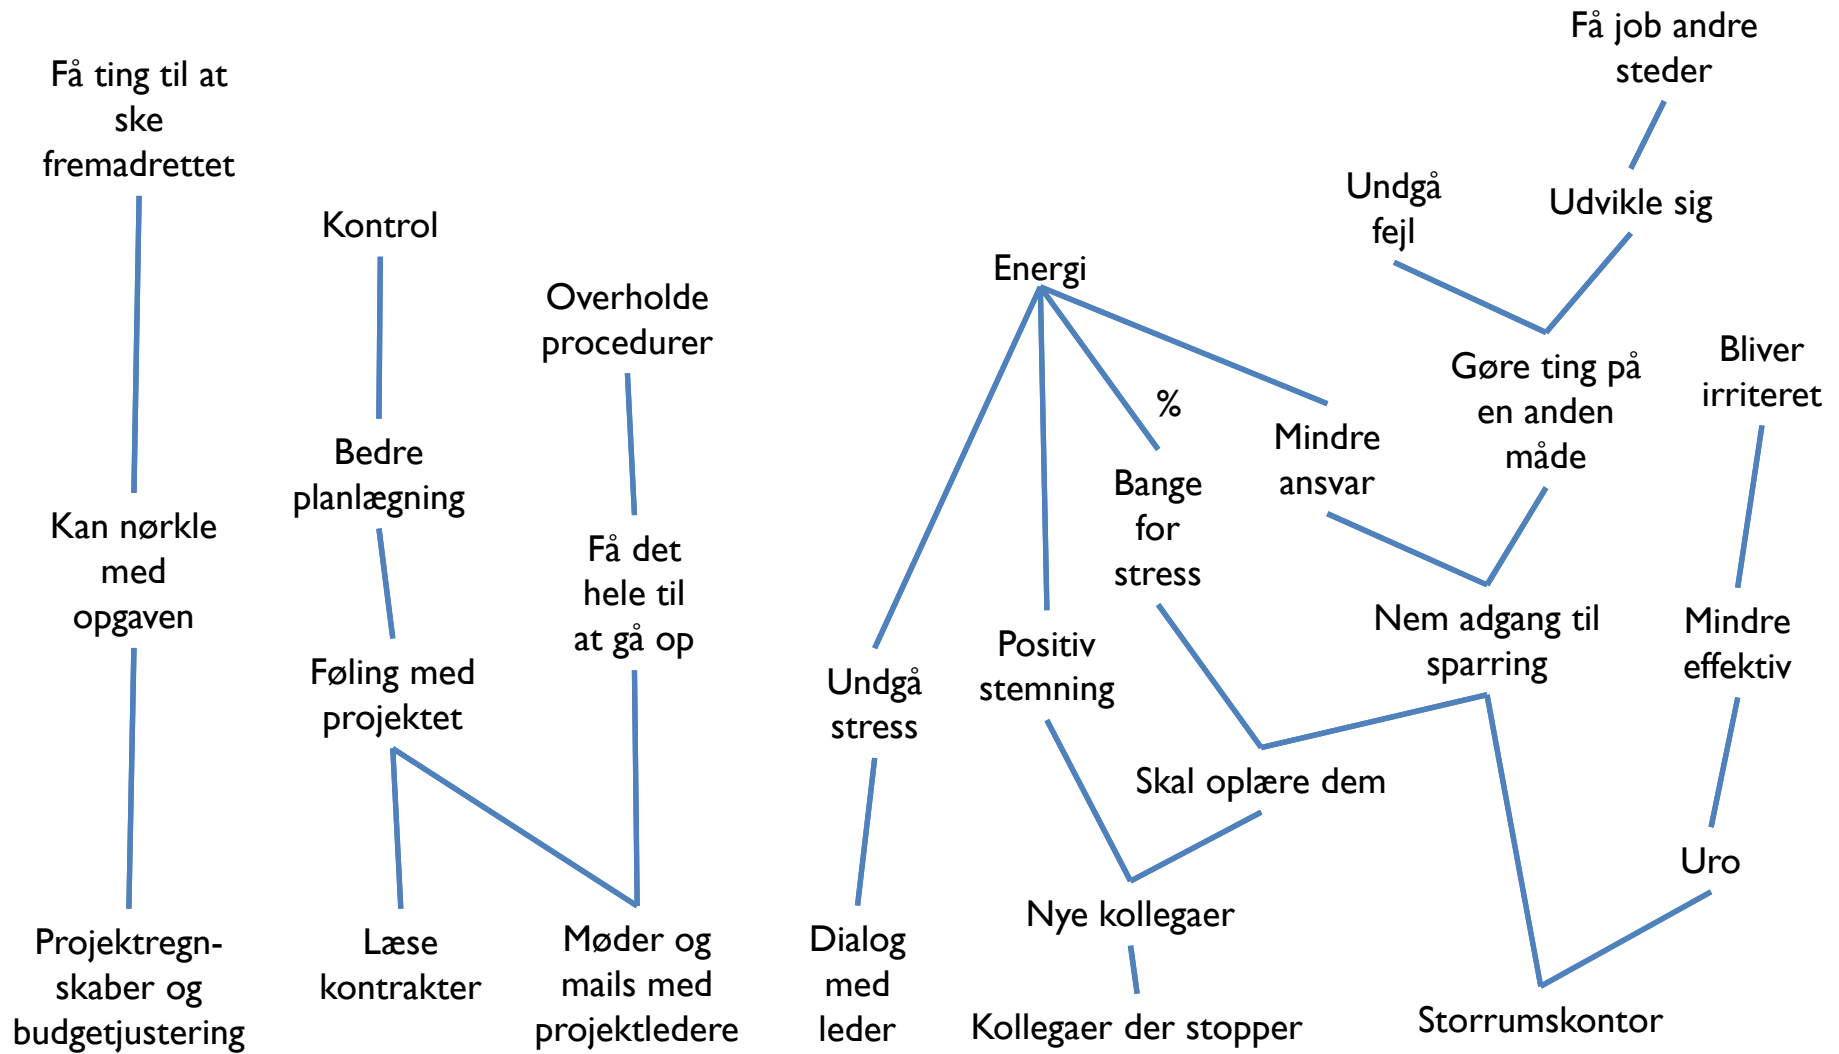 Få job andre
steder
Få ting til at
ske
fremadrettet
Undgå
fejl
Udvikle sig
Kontrol
Energi
Overholde
procedurer
Bliver
irriteret
Gøre ting på
en anden
måde
%
Mindre
ansvar
Bedre
planlægning
Bange
for
stress
Kan nørkle
med
opgaven
Få det
hele til
at gå op
Nem adgang til
sparring
Mindre
effektiv
Positiv
stemning
Føling med
projektet
Undgå
stress
Skal oplære dem
Uro
Nye kollegaer
Projektregn-
skaber og
budgetjustering
Læse
kontrakter
Møder og
mails med
projektledere
Dialog
med
leder
Kollegaer der stopper
Storrumskontor